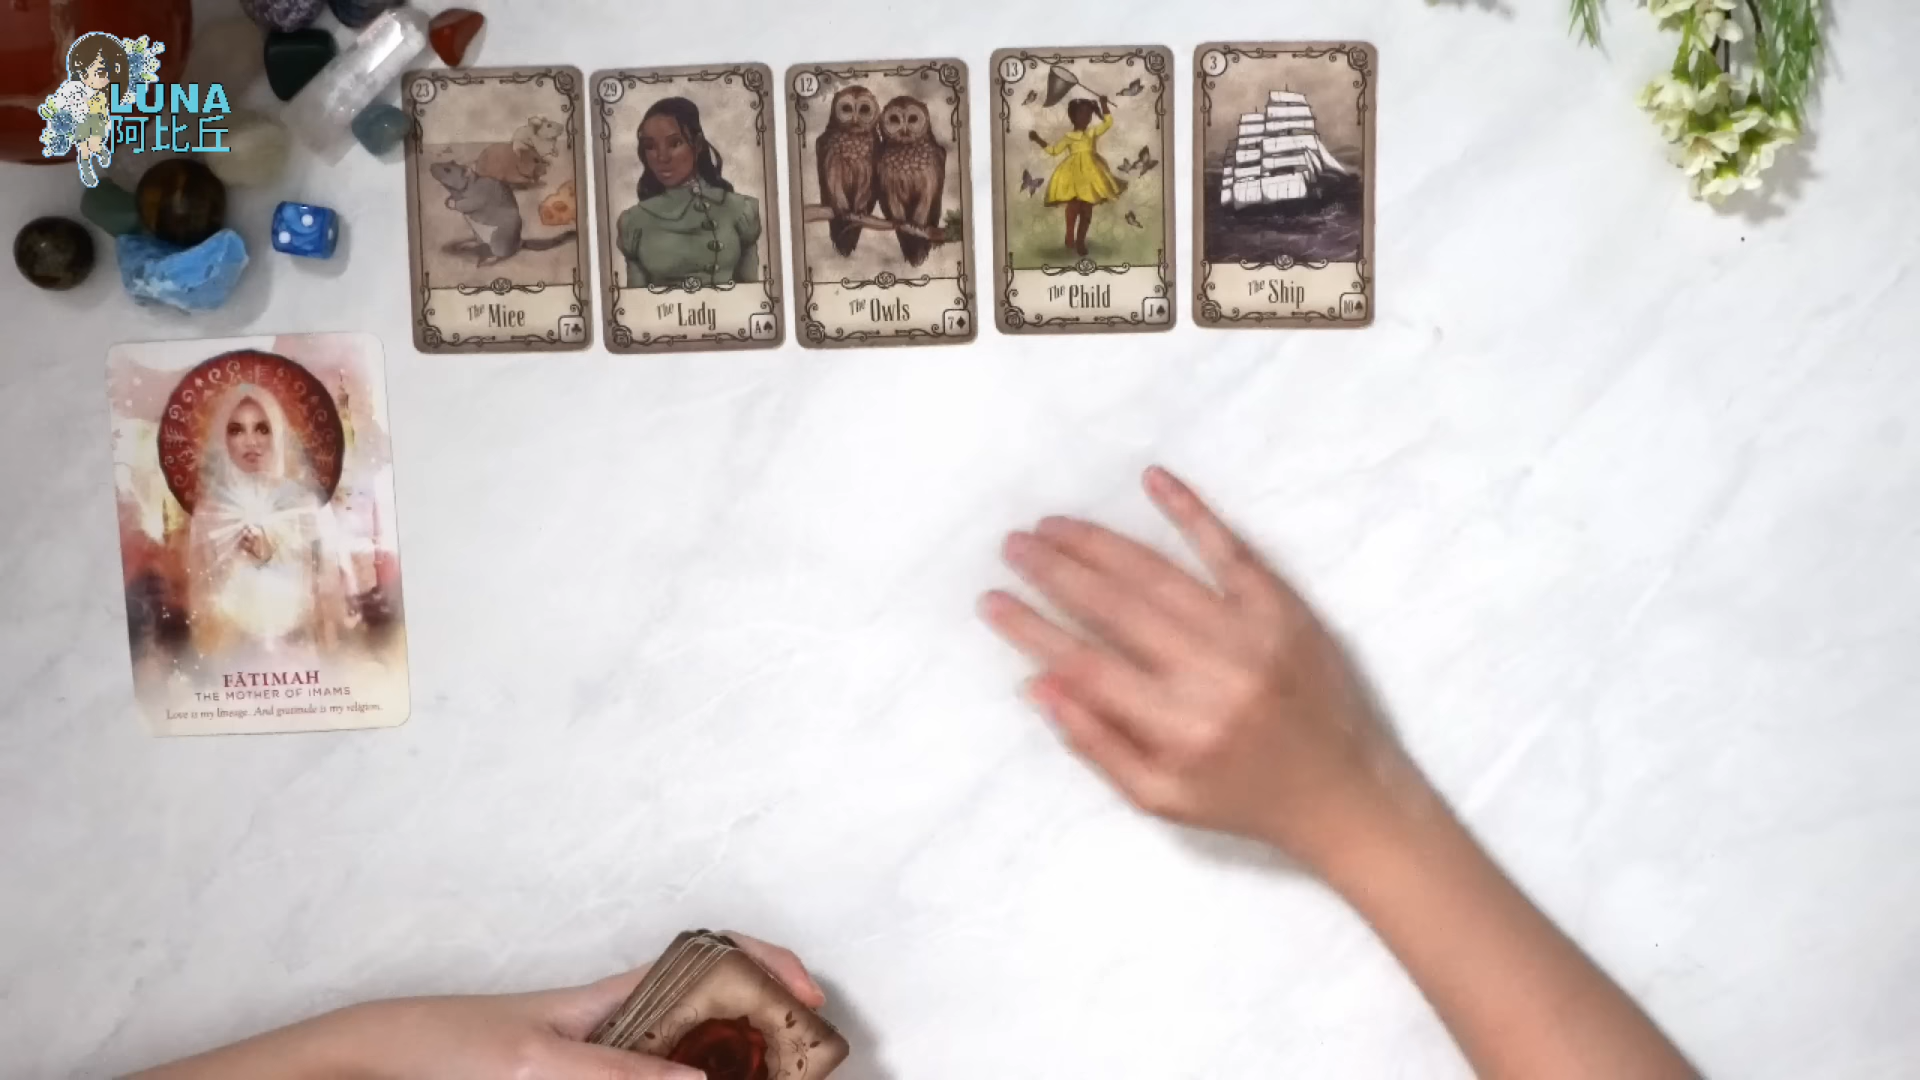 LUNA
阿比丘
23
The Mice
7♣
29
The Lady
A♠
12
The Owls
7♦
13
The Child
J♠
3
The Ship
10♠
FĀTIMAH
THE MOTHER OF IMAMS
Love is my lineage. And gratitude is my religion.